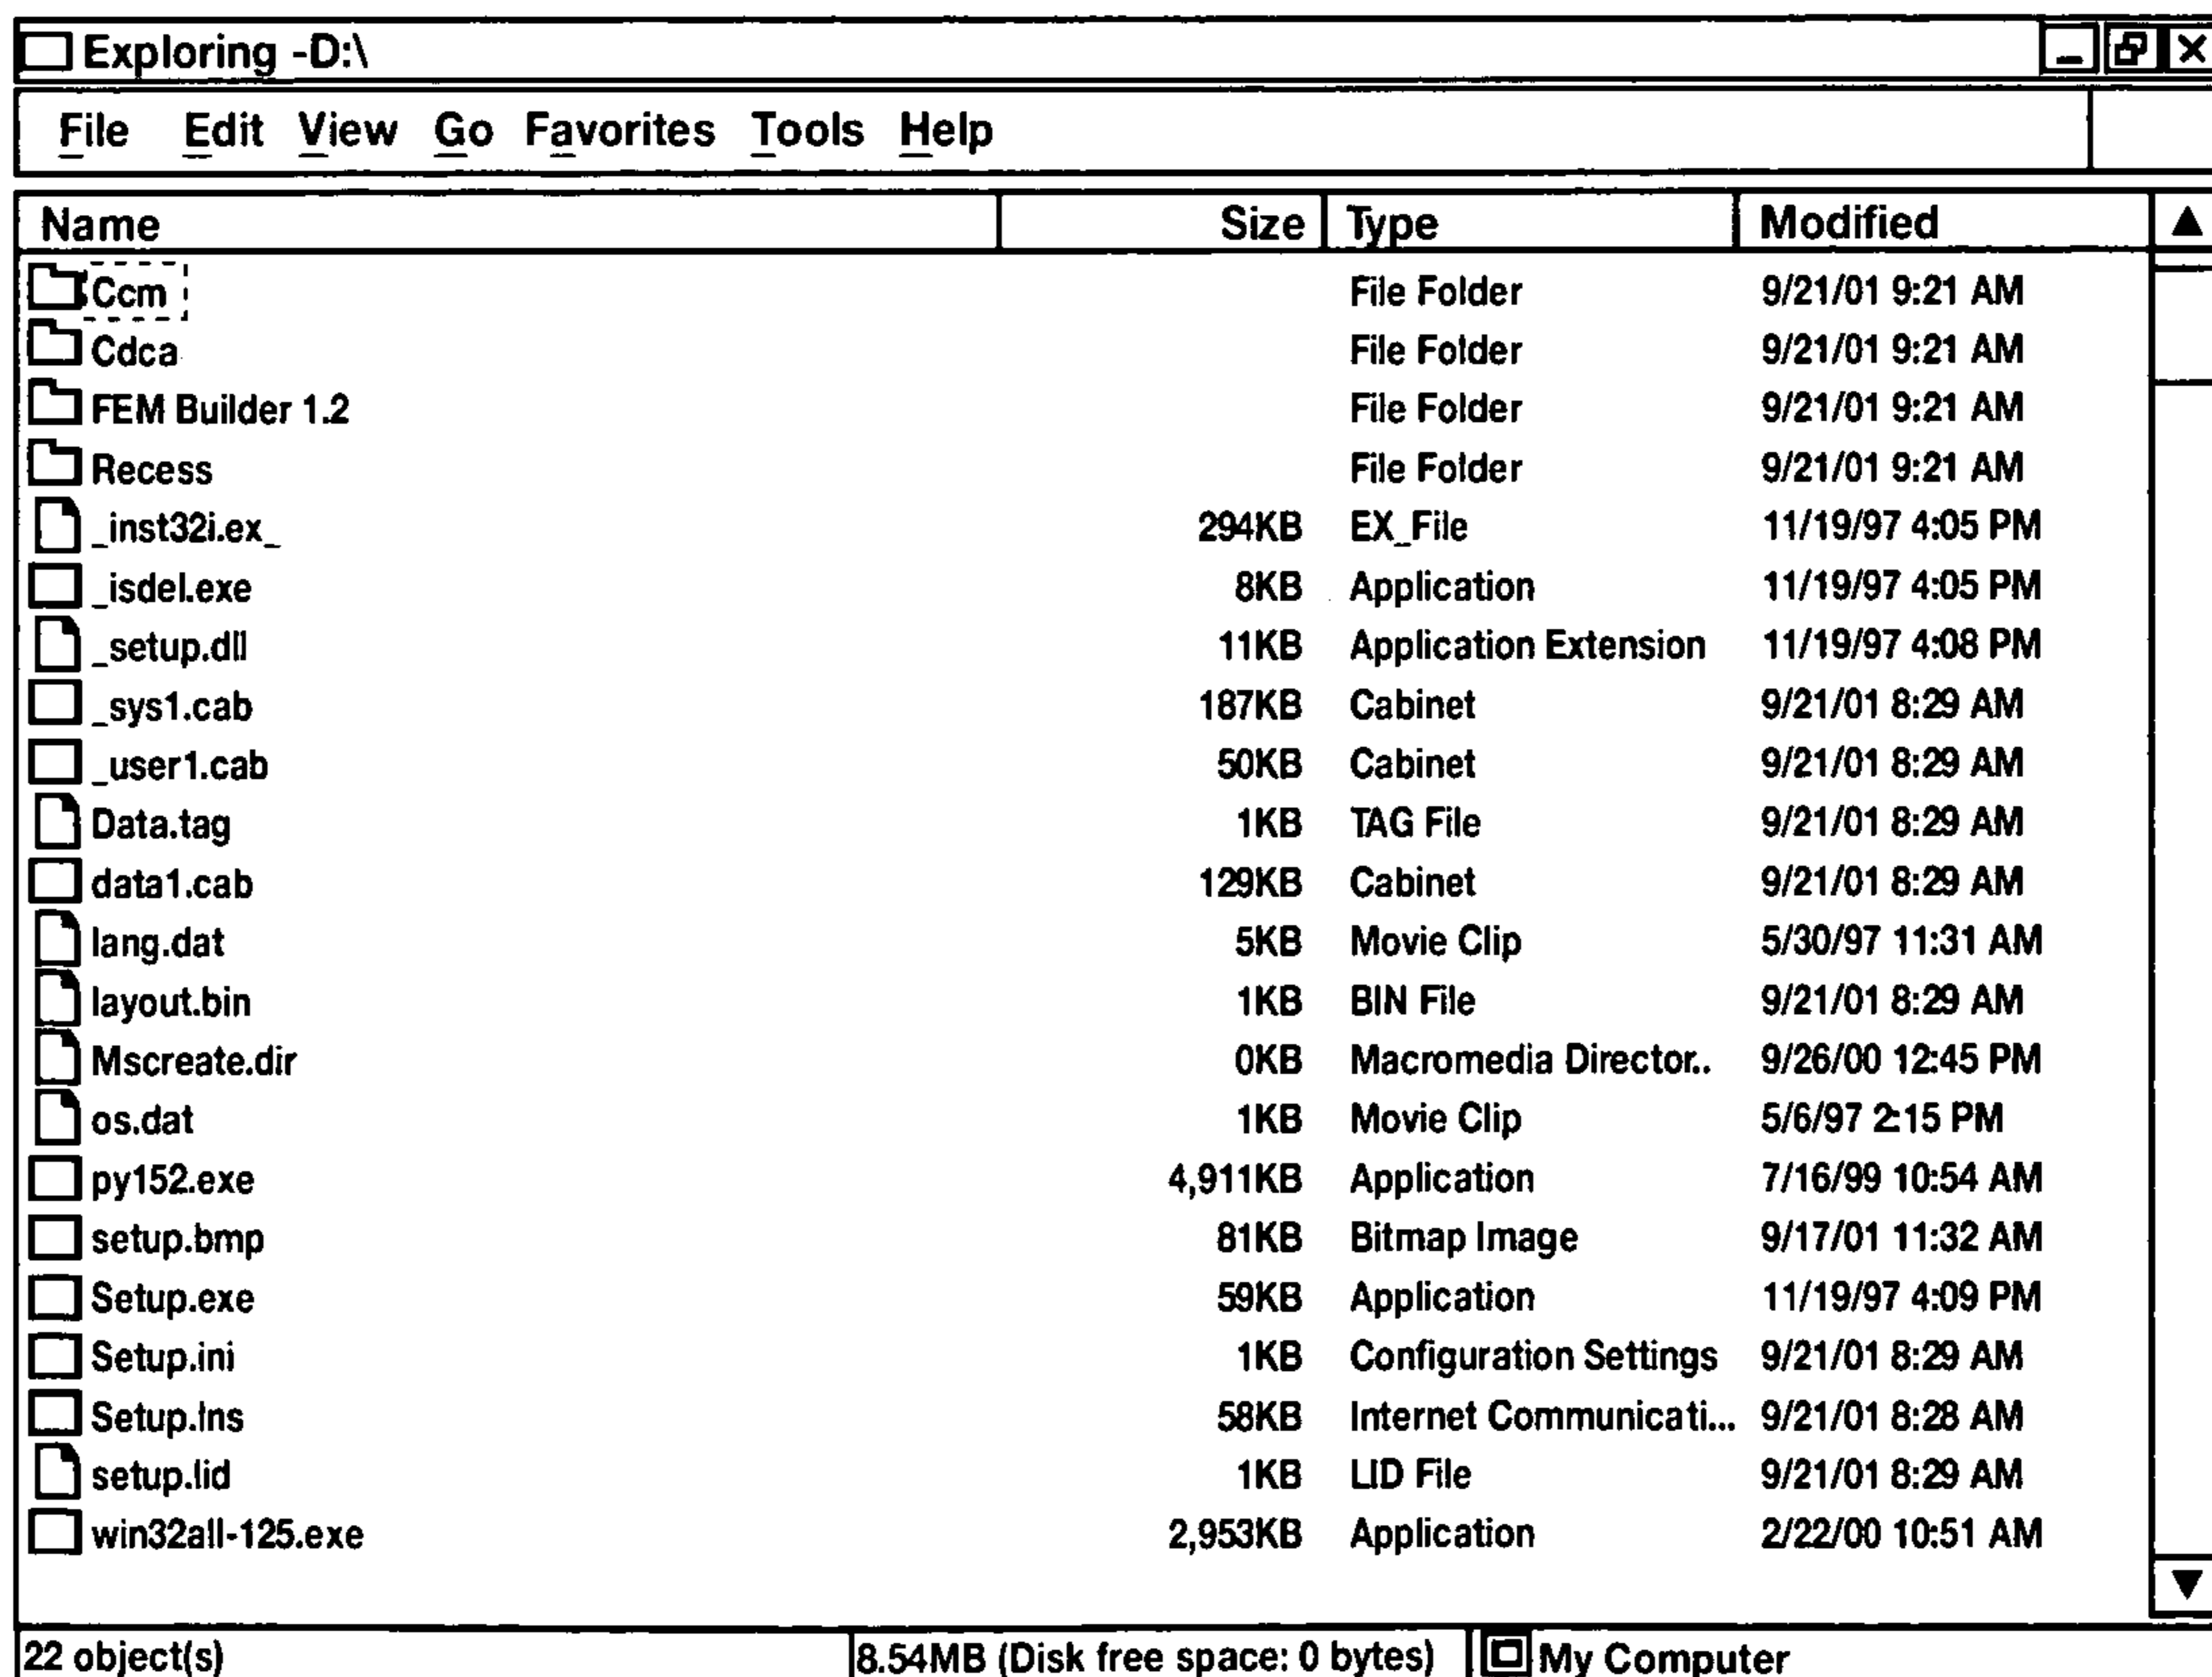 Exploring -D:\
File Edit View Go Favorites Tools Help
Name Size Type Modified
Ccm File Folder 9/21/01 9:21 AM
Cdca File Folder 9/21/01 9:21 AM
FEM Builder 1.2 File Folder 9/21/01 9:21 AM
Recess File Folder 9/21/01 9:21 AM
_inst32i.ex_ 294KB EX_File 11/19/97 4:05 PM
_isdel.exe 8KB Application 11/19/97 4:05 PM
_setup.dll 11KB Application Extension 11/19/97 4:08 PM
_sys1.cab 187KB Cabinet 9/21/01 8:29 AM
_user1.cab 50KB Cabinet 9/21/01 8:29 AM
Data.tag 1KB TAG File 9/21/01 8:29 AM
data1.cab 129KB Cabinet 9/21/01 8:29 AM
lang.dat 5KB Movie Clip 5/30/97 11:31 AM
layout.bin 1KB BIN File 9/21/01 8:29 AM
Mscreate.dir 0KB Macromedia Director.. 9/26/00 12:45 PM
os.dat 1KB Movie Clip 5/6/97 2:15 PM
py152.exe 4,911KB Application 7/16/99 10:54 AM
setup.bmp 81KB Bitmap Image 9/17/01 11:32 AM
Setup.exe 59KB Application 11/19/97 4:09 PM
Setup.ini 1KB Configuration Settings 9/21/01 8:29 AM
Setup.Ins 58KB Internet Communicati... 9/21/01 8:28 AM
setup.lid 1KB LID File 9/21/01 8:29 AM
win32all-125.exe 2,953KB Application 2/22/00 10:51 AM
22 object(s) 8.54MB (Disk free space: 0 bytes) My Computer